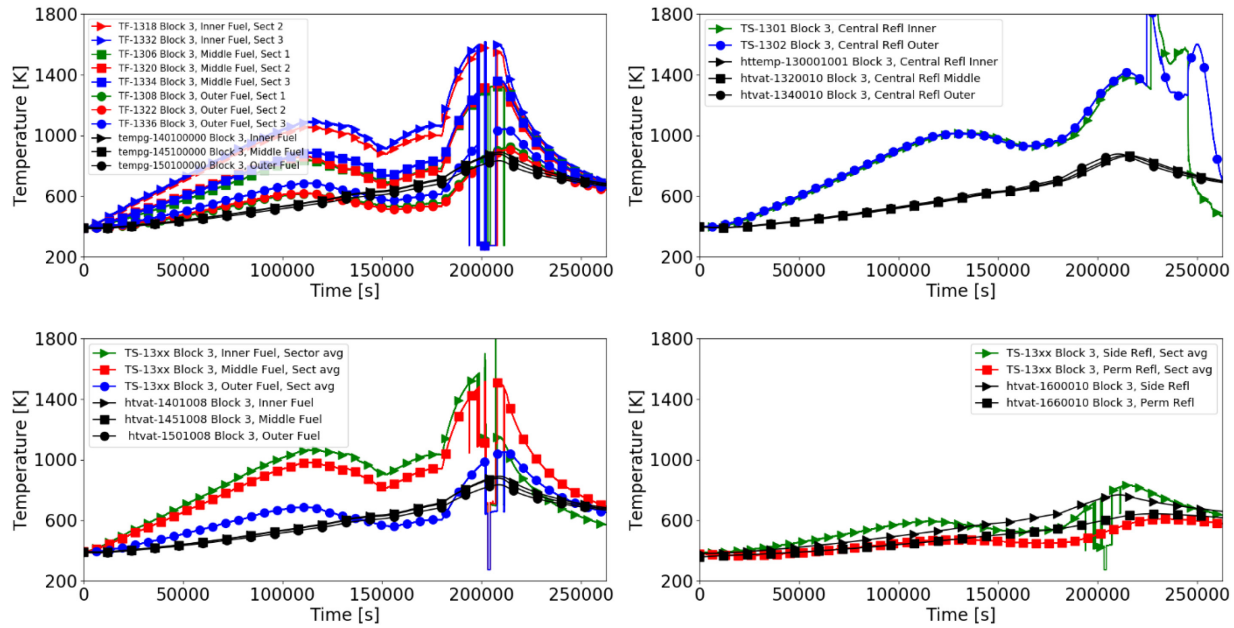 1800
1400
1000
600
200
Temperature [K]
TF-1318 Block 3, Inner Fuel, Sect 2
TF-1332 Block 3, Inner Fuel, Sect 3
TF-1306 Block 3, Middle Fuel, Sect 1
TF-1320 Block 3, Middle Fuel, Sect 2
TF-1334 Block 3, Middle Fuel, Sect 3
TF-1308 Block 3, Outer Fuel, Sect 1
TF-1322 Block 3, Outer Fuel, Sect 2
TF-1336 Block 3, Outer Fuel, Sect 3
tempg-140100000 Block 3, Inner Fuel
tempg-145100000 Block 3, Middle Fuel
tempg-150100000 Block 3, Outer Fuel
0 50000 100000 150000 200000 250000
Time [s]
1800
1400
1000
600
200
Temperature [K]
TS-1301 Block 3, Central Refl Inner
TS-1302 Block 3, Central Refl Outer
httemp-130001001 Block 3, Central Refl Inner
htvat-1320010 Block 3, Central Refl Middle
htvat-1340010 Block 3, Central Refl Outer
0 50000 100000 150000 200000 250000
Time [s]
1800
1400
1000
600
200
Temperature [K]
TS-13xx Block 3, Inner Fuel, Sector avg
TS-13xx Block 3, Middle Fuel, Sect avg
TS-13xx Block 3, Outer Fuel, Sect avg
htvat-1401008 Block 3, Inner Fuel
htvat-1451008 Block 3, Middle Fuel
htvat-1501008 Block 3, Outer Fuel
0 50000 100000 150000 200000 250000
Time [s]
1800
1400
1000
600
200
Temperature [K]
TS-13xx Block 3, Side Refl, Sect avg
TS-13xx Block 3, Perm Refl, Sect avg
htvat-1600010 Block 3, Side Refl
htvat-1660010 Block 3, Perm Refl
0 50000 100000 150000 200000 250000
Time [s]